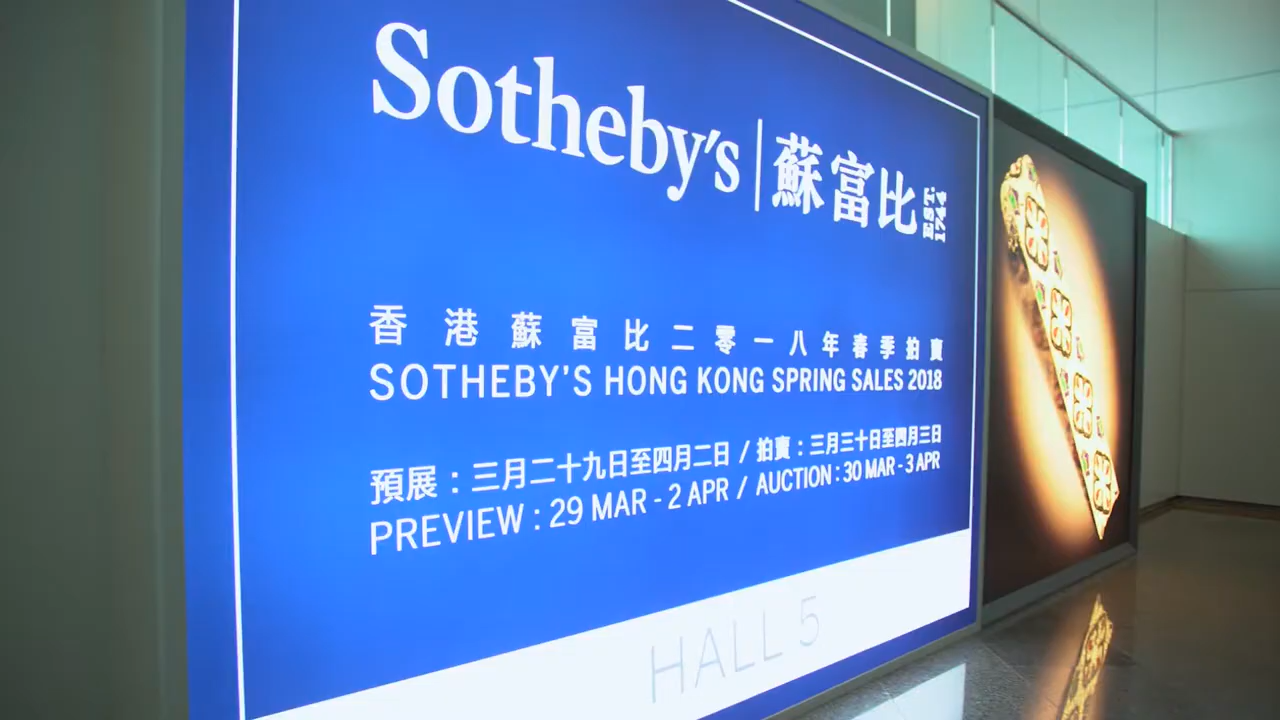 Sotheby's | 蘇富比 EST. 1744
香港蘇富比二零一八年春季拍賣
SOTHEBY'S HONG KONG SPRING SALES 2018
預展：三月二十九日至四月二日 / 拍賣：三月三十日至四月三日
PREVIEW : 29 MAR - 2 APR / AUCTION : 30 MAR - 3 APR
HALL 5